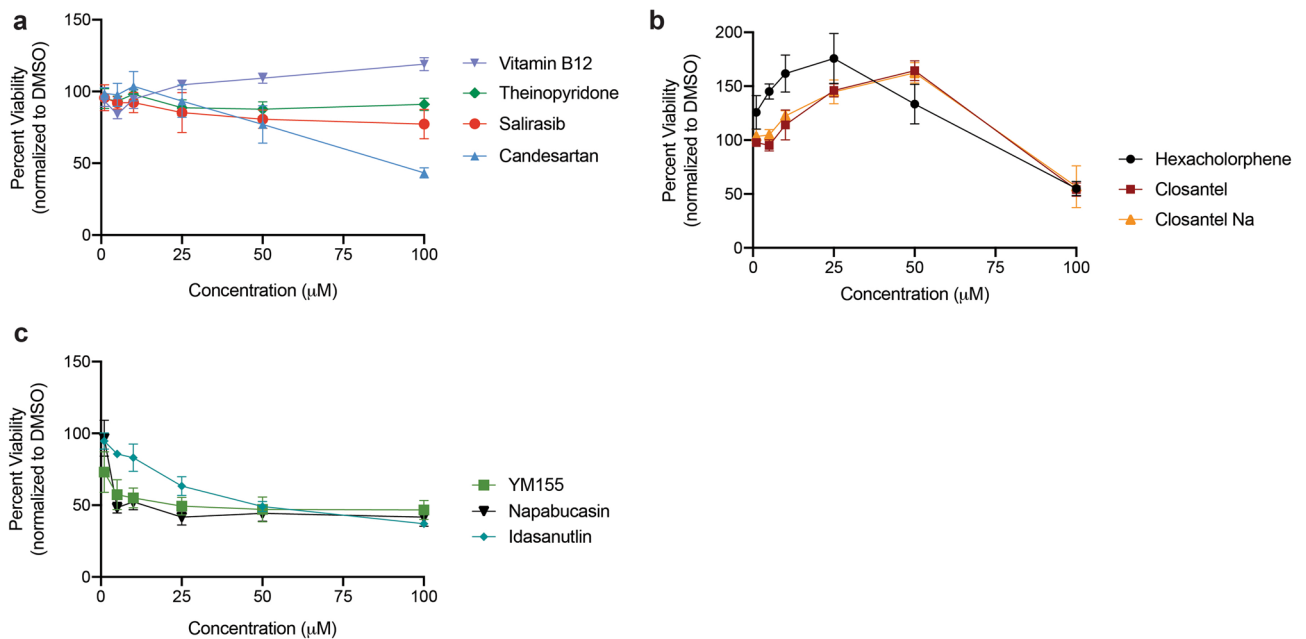 a
150
100
50
0
0 25 50 75 100
Percent Viability
(normalized to DMSO)
Concentration (μM)
Vitamin B12
Theinopyridone
Salirasib
Candesartan
b
200
150
100
50
0
0 25 50 75 100
Percent Viability
(normalized to DMSO)
Concentration (μM)
Hexacholorphene
Closantel
Closantel Na
c
150
100
50
0
0 25 50 75 100
Percent Viability
(normalized to DMSO)
Concentration (μM)
YM155
Napabucasin
Idasanutlin